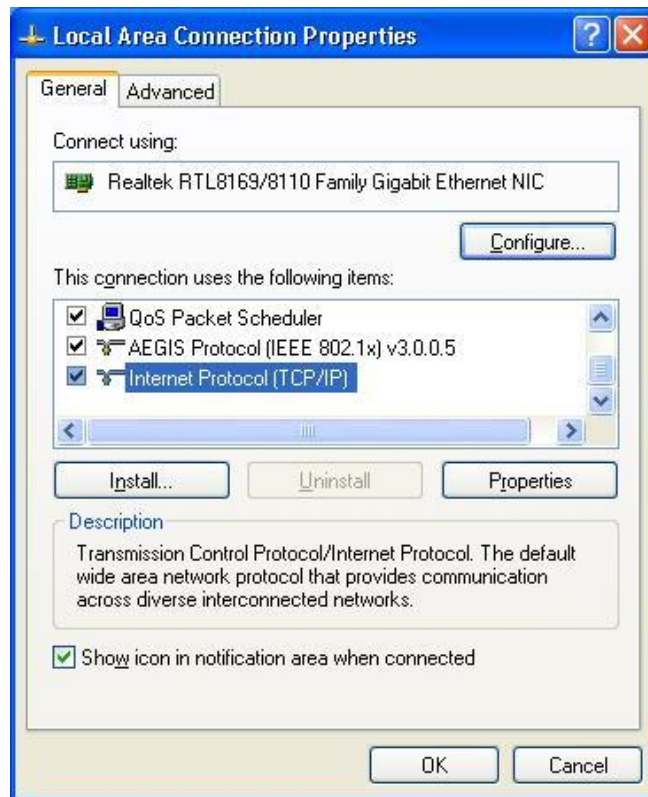 Local Area Connection Properties
General
Advanced
Connect using:
Realtek RTL8169/8110 Family Gigabit Ethernet NIC
Configure...
This connection uses the following items:
QoS Packet Scheduler
AEGIS Protocol (IEEE 802.1x) v3.0.0.5
Internet Protocol (TCP/IP)
Install...
Uninstall
Properties
Description
Transmission Control Protocol/Internet Protocol. The default
wide area network protocol that provides communication
across diverse interconnected networks.
Show icon in notification area when connected
OK
Cancel